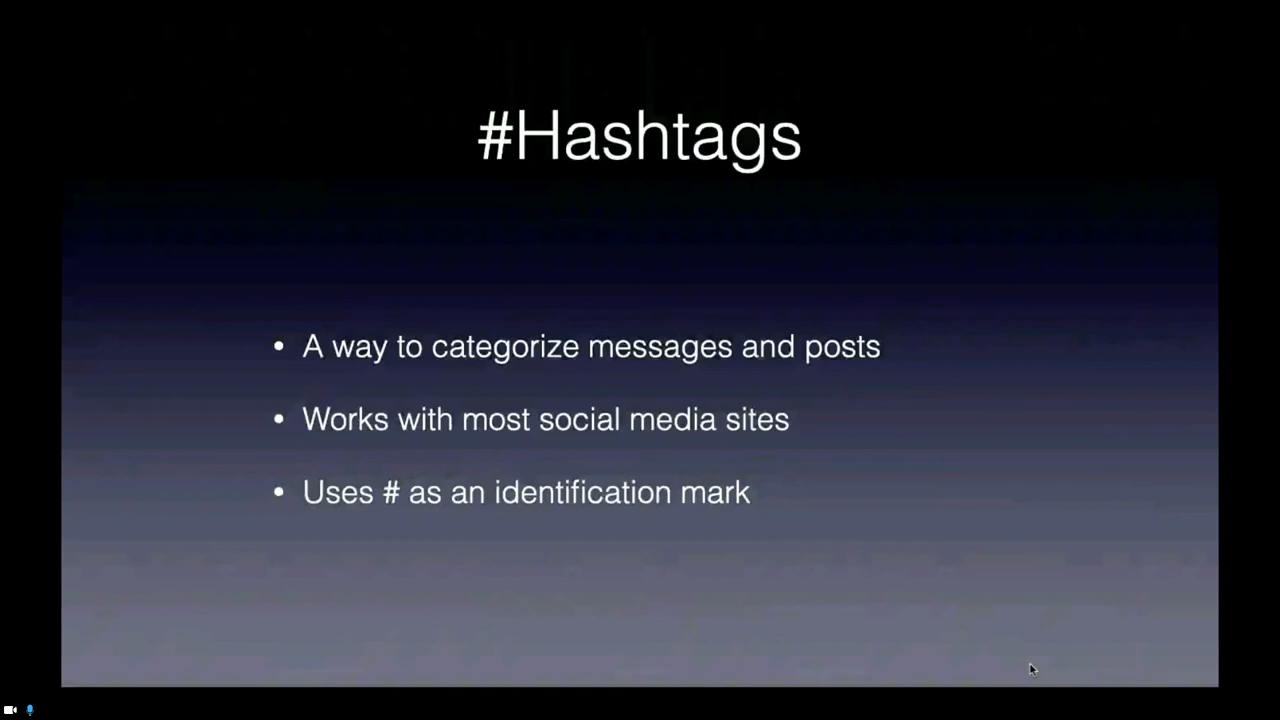 #Hashtags
• A way to categorize messages and posts
• Works with most social media sites
• Uses # as an identification mark